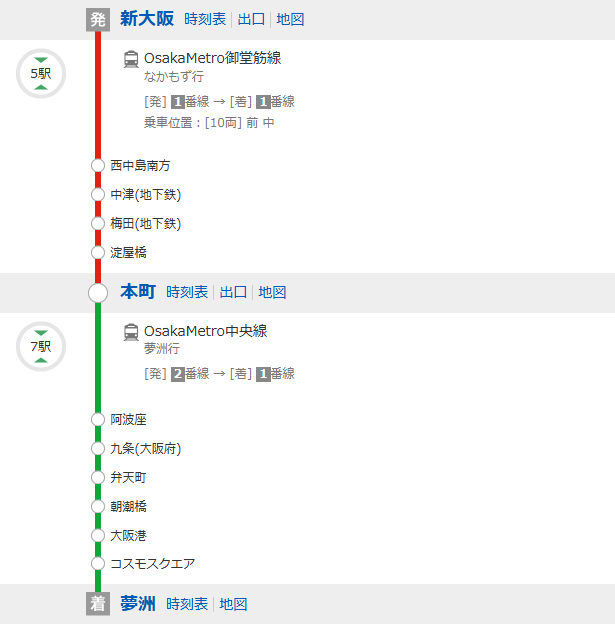 発 新大阪 時刻表 出口 地図
OsakaMetro御堂筋線
5駅
なかもず行
[発] 1番線 → [着] 1番線
乗車位置：[10両] 前 中
西中島南方
中津(地下鉄)
梅田(地下鉄)
淀屋橋
本町 時刻表 出口 地図
OsakaMetro中央線
7駅
夢洲行
[発] 2番線 → [着] 1番線
阿波座
九条(大阪府)
弁天町
朝潮橋
大阪港
コスモスクエア
着 夢洲 時刻表 地図